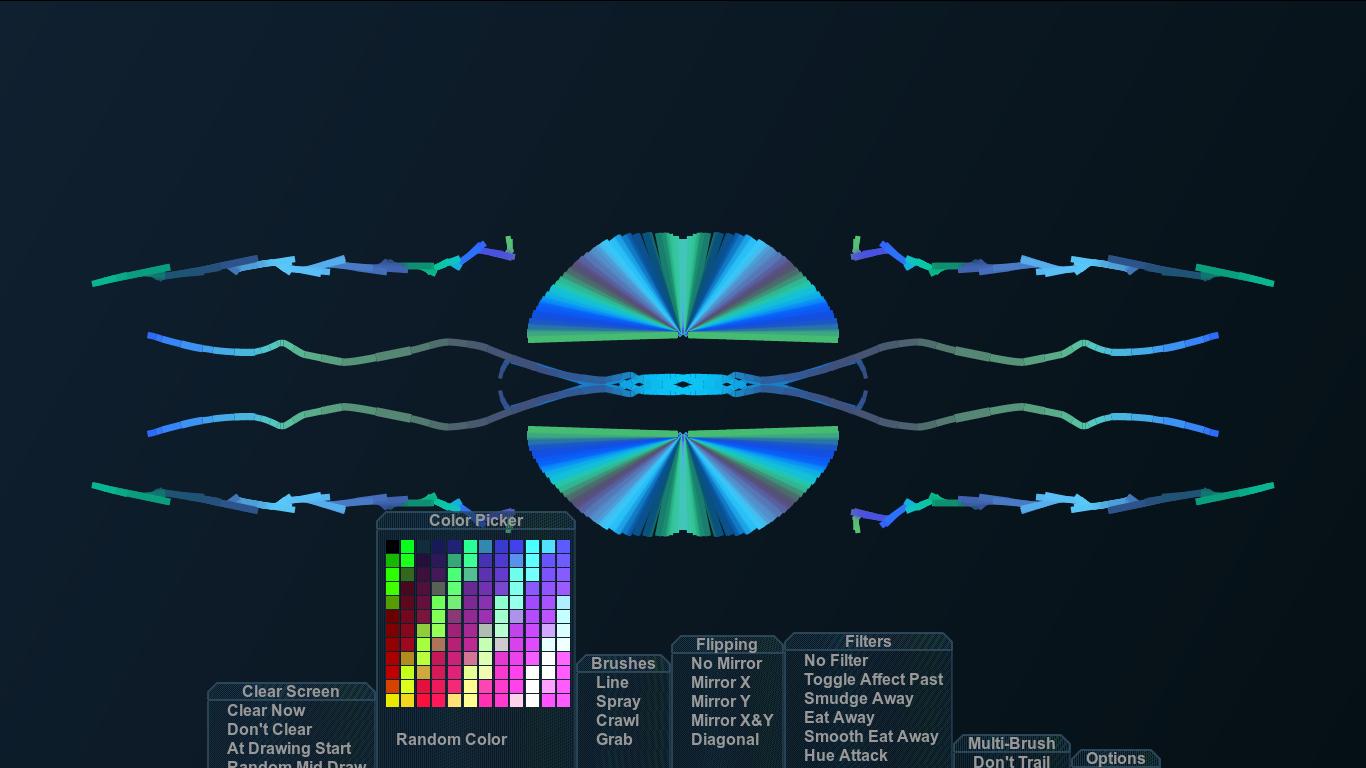 Color Picker
Random Color
Clear Screen
Clear Now
Don't Clear
At Drawing Start
Random Mid Draw
Brushes
Line
Spray
Crawl
Grab
Flipping
No Mirror
Mirror X
Mirror Y
Mirror X&Y
Diagonal
Filters
No Filter
Toggle Affect Past
Smudge Away
Eat Away
Smooth Eat Away
Hue Attack
Multi-Brush
Don't Trail
Options